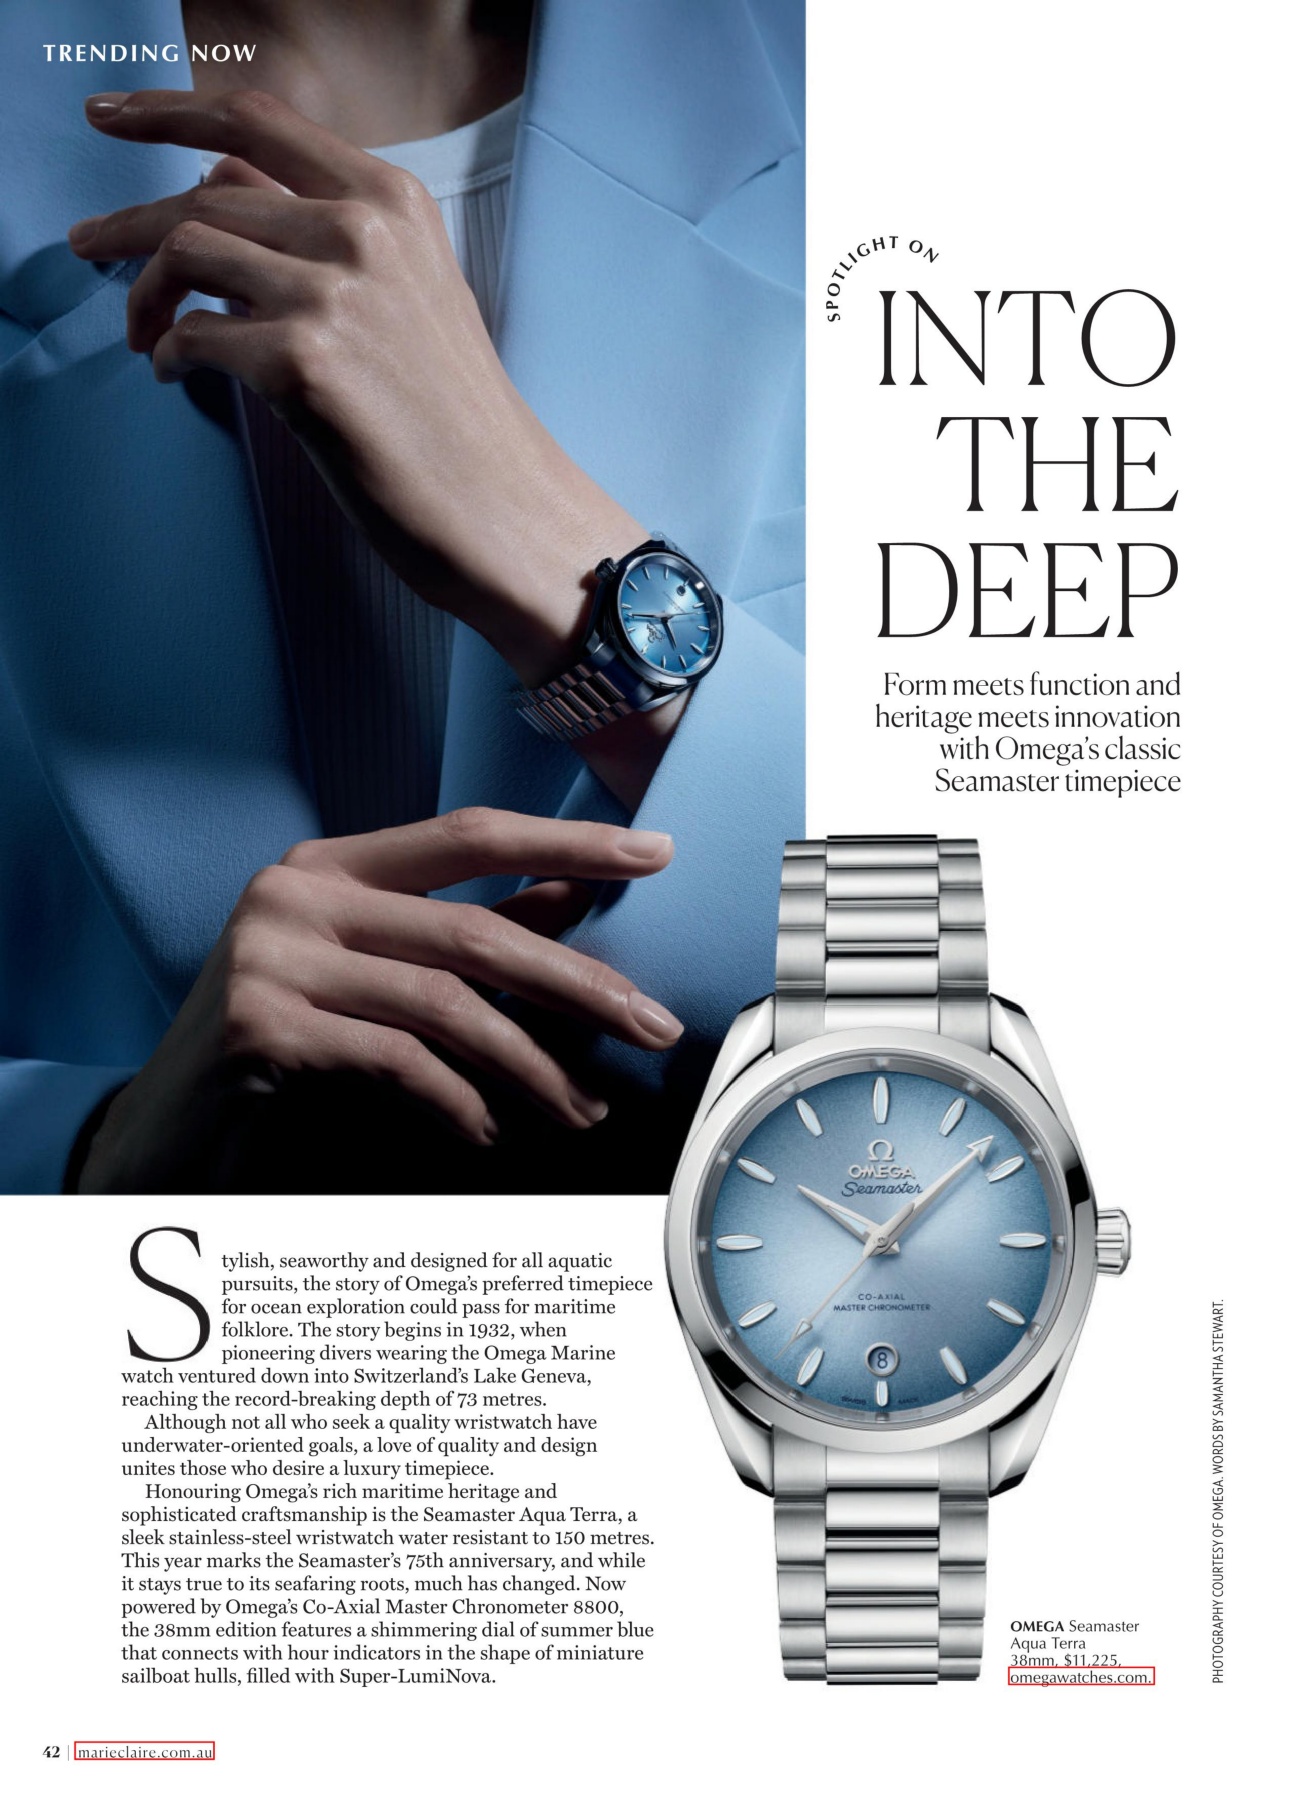 TRENDING NOW
SPOTLIGHT ON
INTO
THE
DEEP
Form meets function and
heritage meets innovation
with Omega's classic
Seamaster timepiece
Ω
OMEGA
Seamaster
CO-AXIAL
MASTER CHRONOMETER
8
SWISS MADE
Stylish, seaworthy and designed for all aquatic
pursuits, the story of Omega's preferred timepiece
for ocean exploration could pass for maritime
folklore. The story begins in 1932, when
pioneering divers wearing the Omega Marine
watch ventured down into Switzerland's Lake Geneva,
reaching the record-breaking depth of 73 metres.
Although not all who seek a quality wristwatch have
underwater-oriented goals, a love of quality and design
unites those who desire a luxury timepiece.
Honouring Omega's rich maritime heritage and
sophisticated craftsmanship is the Seamaster Aqua Terra, a
sleek stainless-steel wristwatch water resistant to 150 metres.
This year marks the Seamaster's 75th anniversary, and while
it stays true to its seafaring roots, much has changed. Now
powered by Omega's Co-Axial Master Chronometer 8800,
the 38mm edition features a shimmering dial of summer blue
that connects with hour indicators in the shape of miniature
sailboat hulls, filled with Super-LumiNova.
OMEGA Seamaster
Aqua Terra
38mm, $11,225,
omegawatches.com.
PHOTOGRAPHY COURTESY OF OMEGA. WORDS BY SAMANTHA STEWART.
42 | marieclaire.com.au